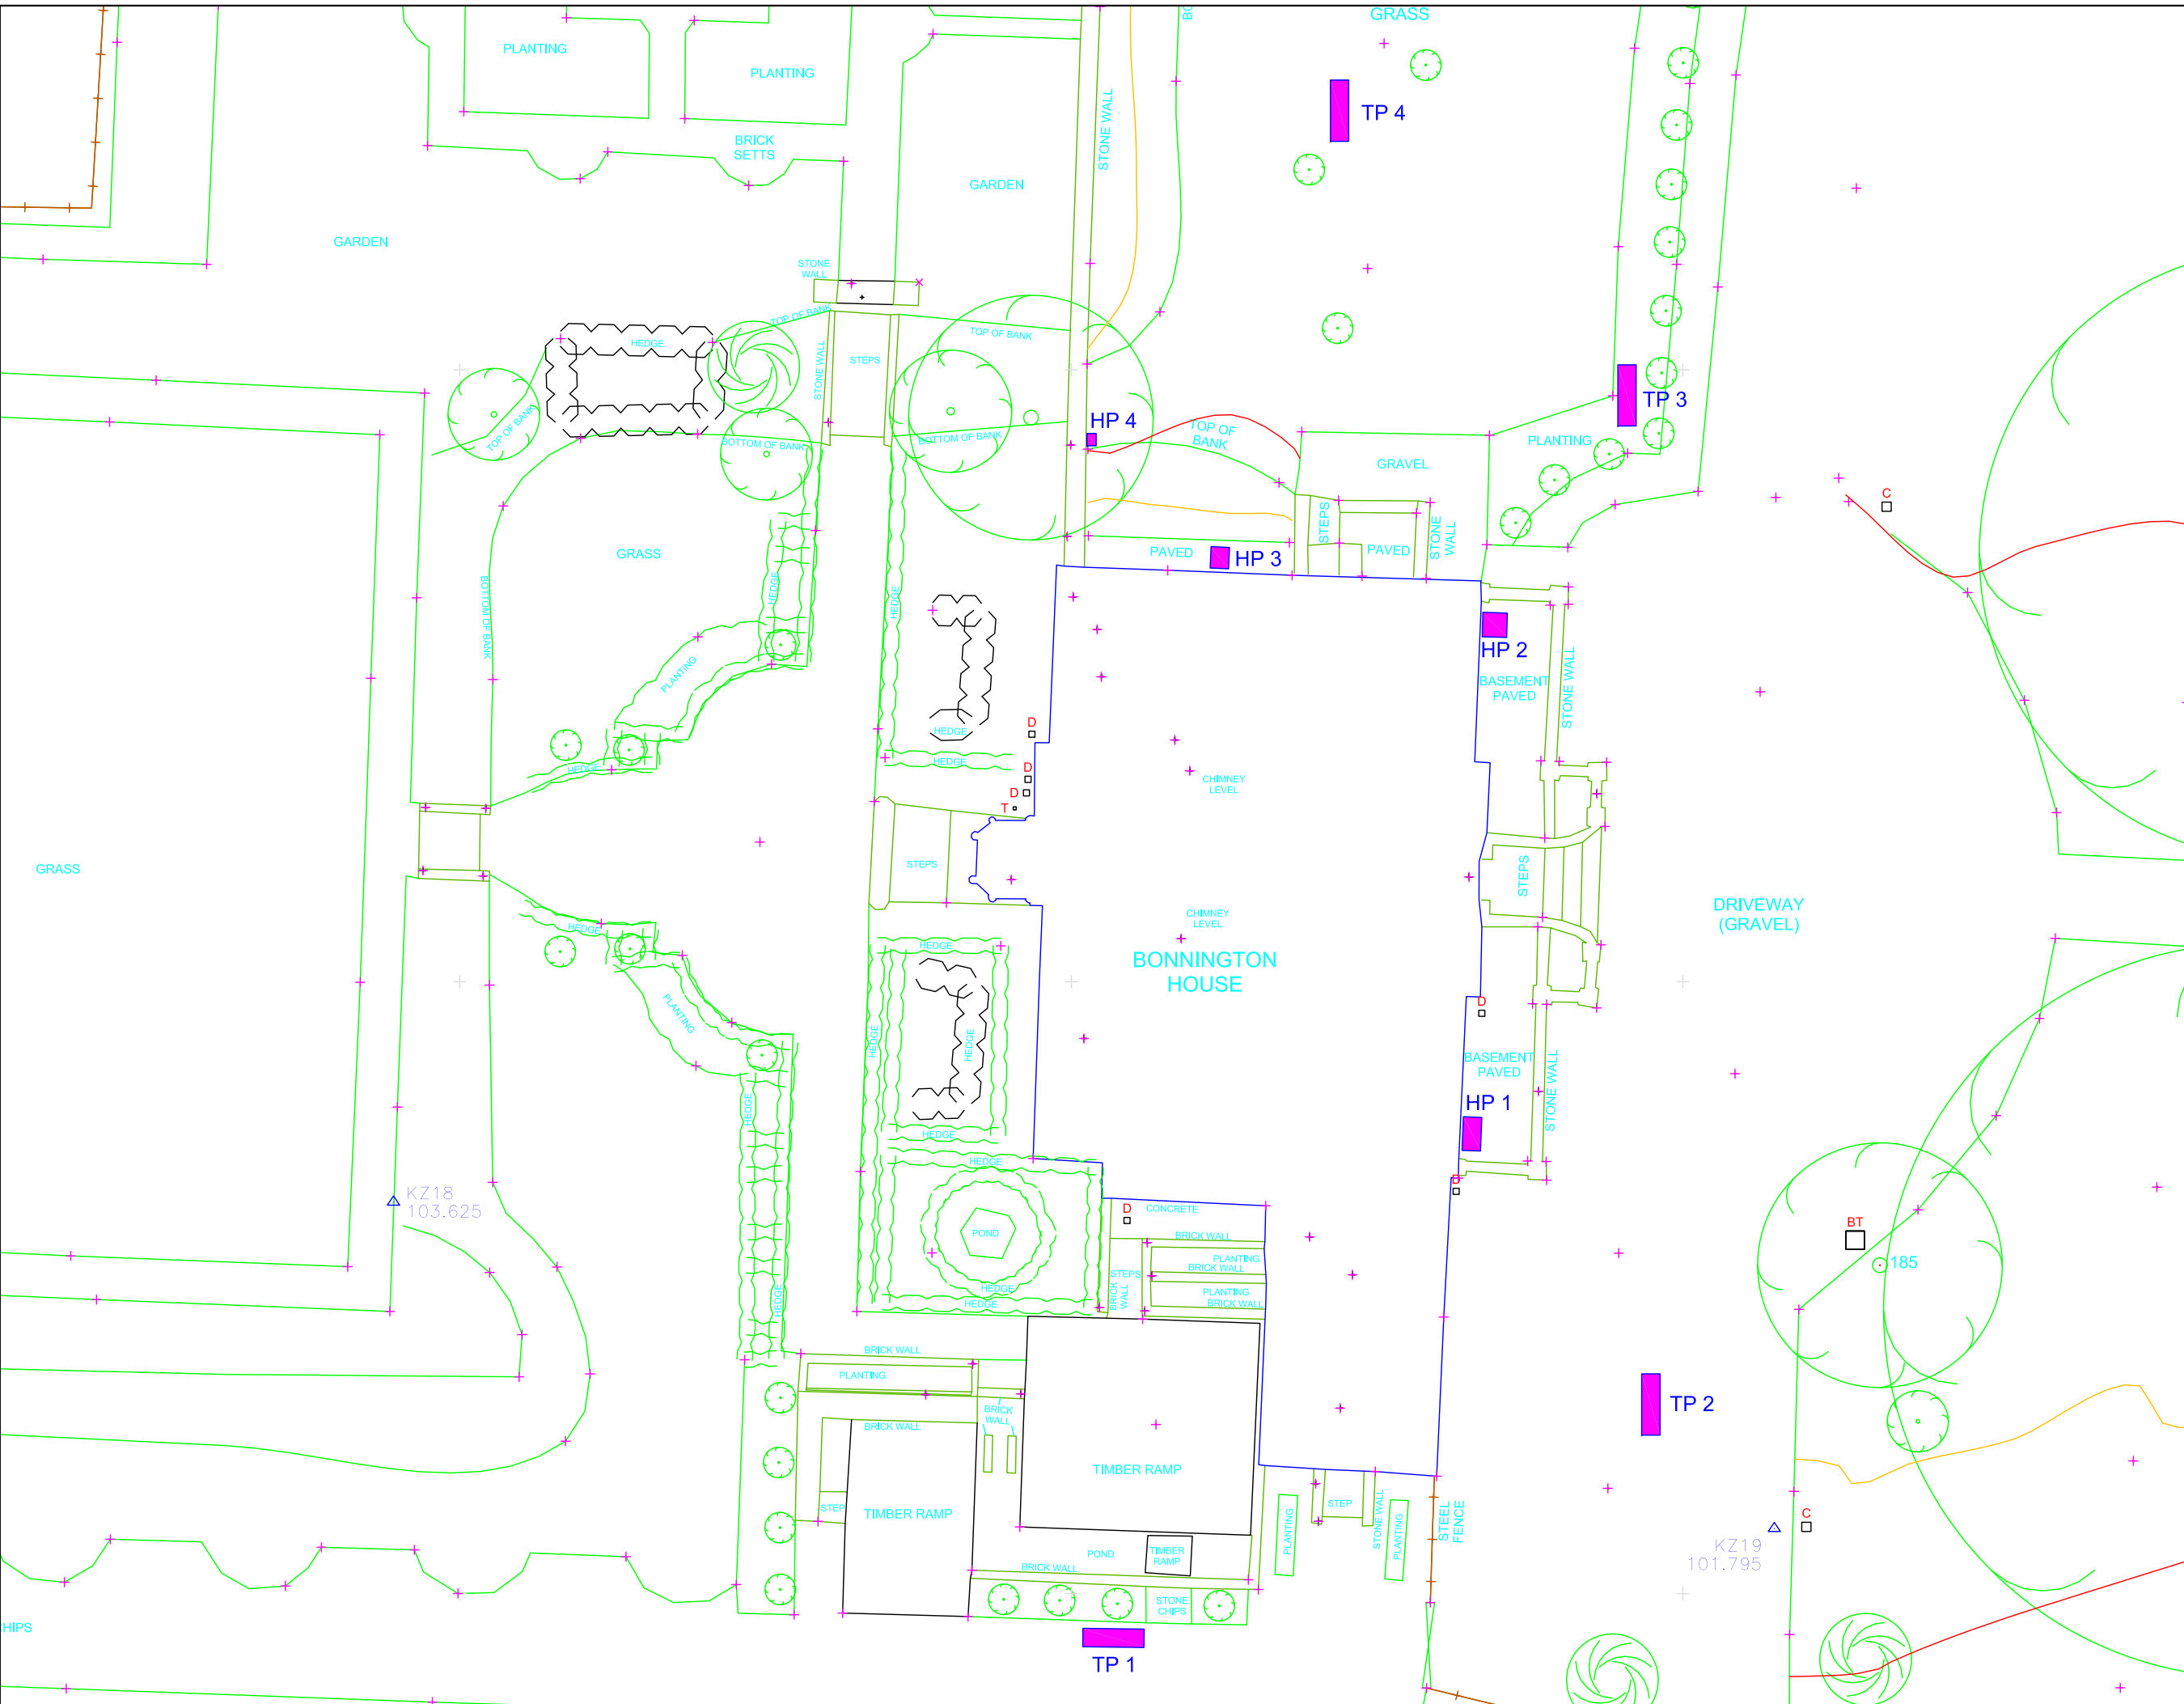 GRASS
BO
PLANTING
PLANTING
TP 4
BRICK
SETTS
STONE WALL
GARDEN
GARDEN
STONE
WALL
TOP OF BANK
TOP OF BANK
HEDGE
STEPS
STONE WALL
TP 3
HP 4
TOP OF BANK
TOP OF
BANK
BOTTOM OF BANK
BOTTOM OF BANK
PLANTING
GRAVEL
C
STEPS
STONE
WALL
GRASS
PAVED
HP 3
PAVED
BOTTOM OF BANK
HEDGE
HEDGE
HP 2
PLANTING
BASEMENT
PAVED
STONE WALL
D
HEDGE
HEDGE
HEDGE
D
D
T
CHIMNEY
LEVEL
GRASS
STEPS
STEPS
DRIVEWAY
(GRAVEL)
CHIMNEY
LEVEL
HEDGE
HEDGE
BONNINGTON
HOUSE
PLANTING
D
HEDGE
HEDGE
BASEMENT
PAVED
STONE WALL
HP 1
HEDGE
HEDGE
HEDGE
D
KZ18
103.625
D
CONCRETE
BT
POND
BRICK WALL
PLANTING
BRICK WALL
185
STEPS
HEDGE
HEDGE
HEDGE
BRICK
WALL
PLANTING
BRICK WALL
BRICK WALL
PLANTING
TP 2
BRICK
WALL
BRICK WALL
TIMBER RAMP
STEP
TIMBER RAMP
STEP
PLANTING
STONE WALL
PLANTING
STEEL
FENCE
C
KZ19
101.795
POND
TIMBER
RAMP
BRICK WALL
STONE
CHIPS
HIPS
TP 1